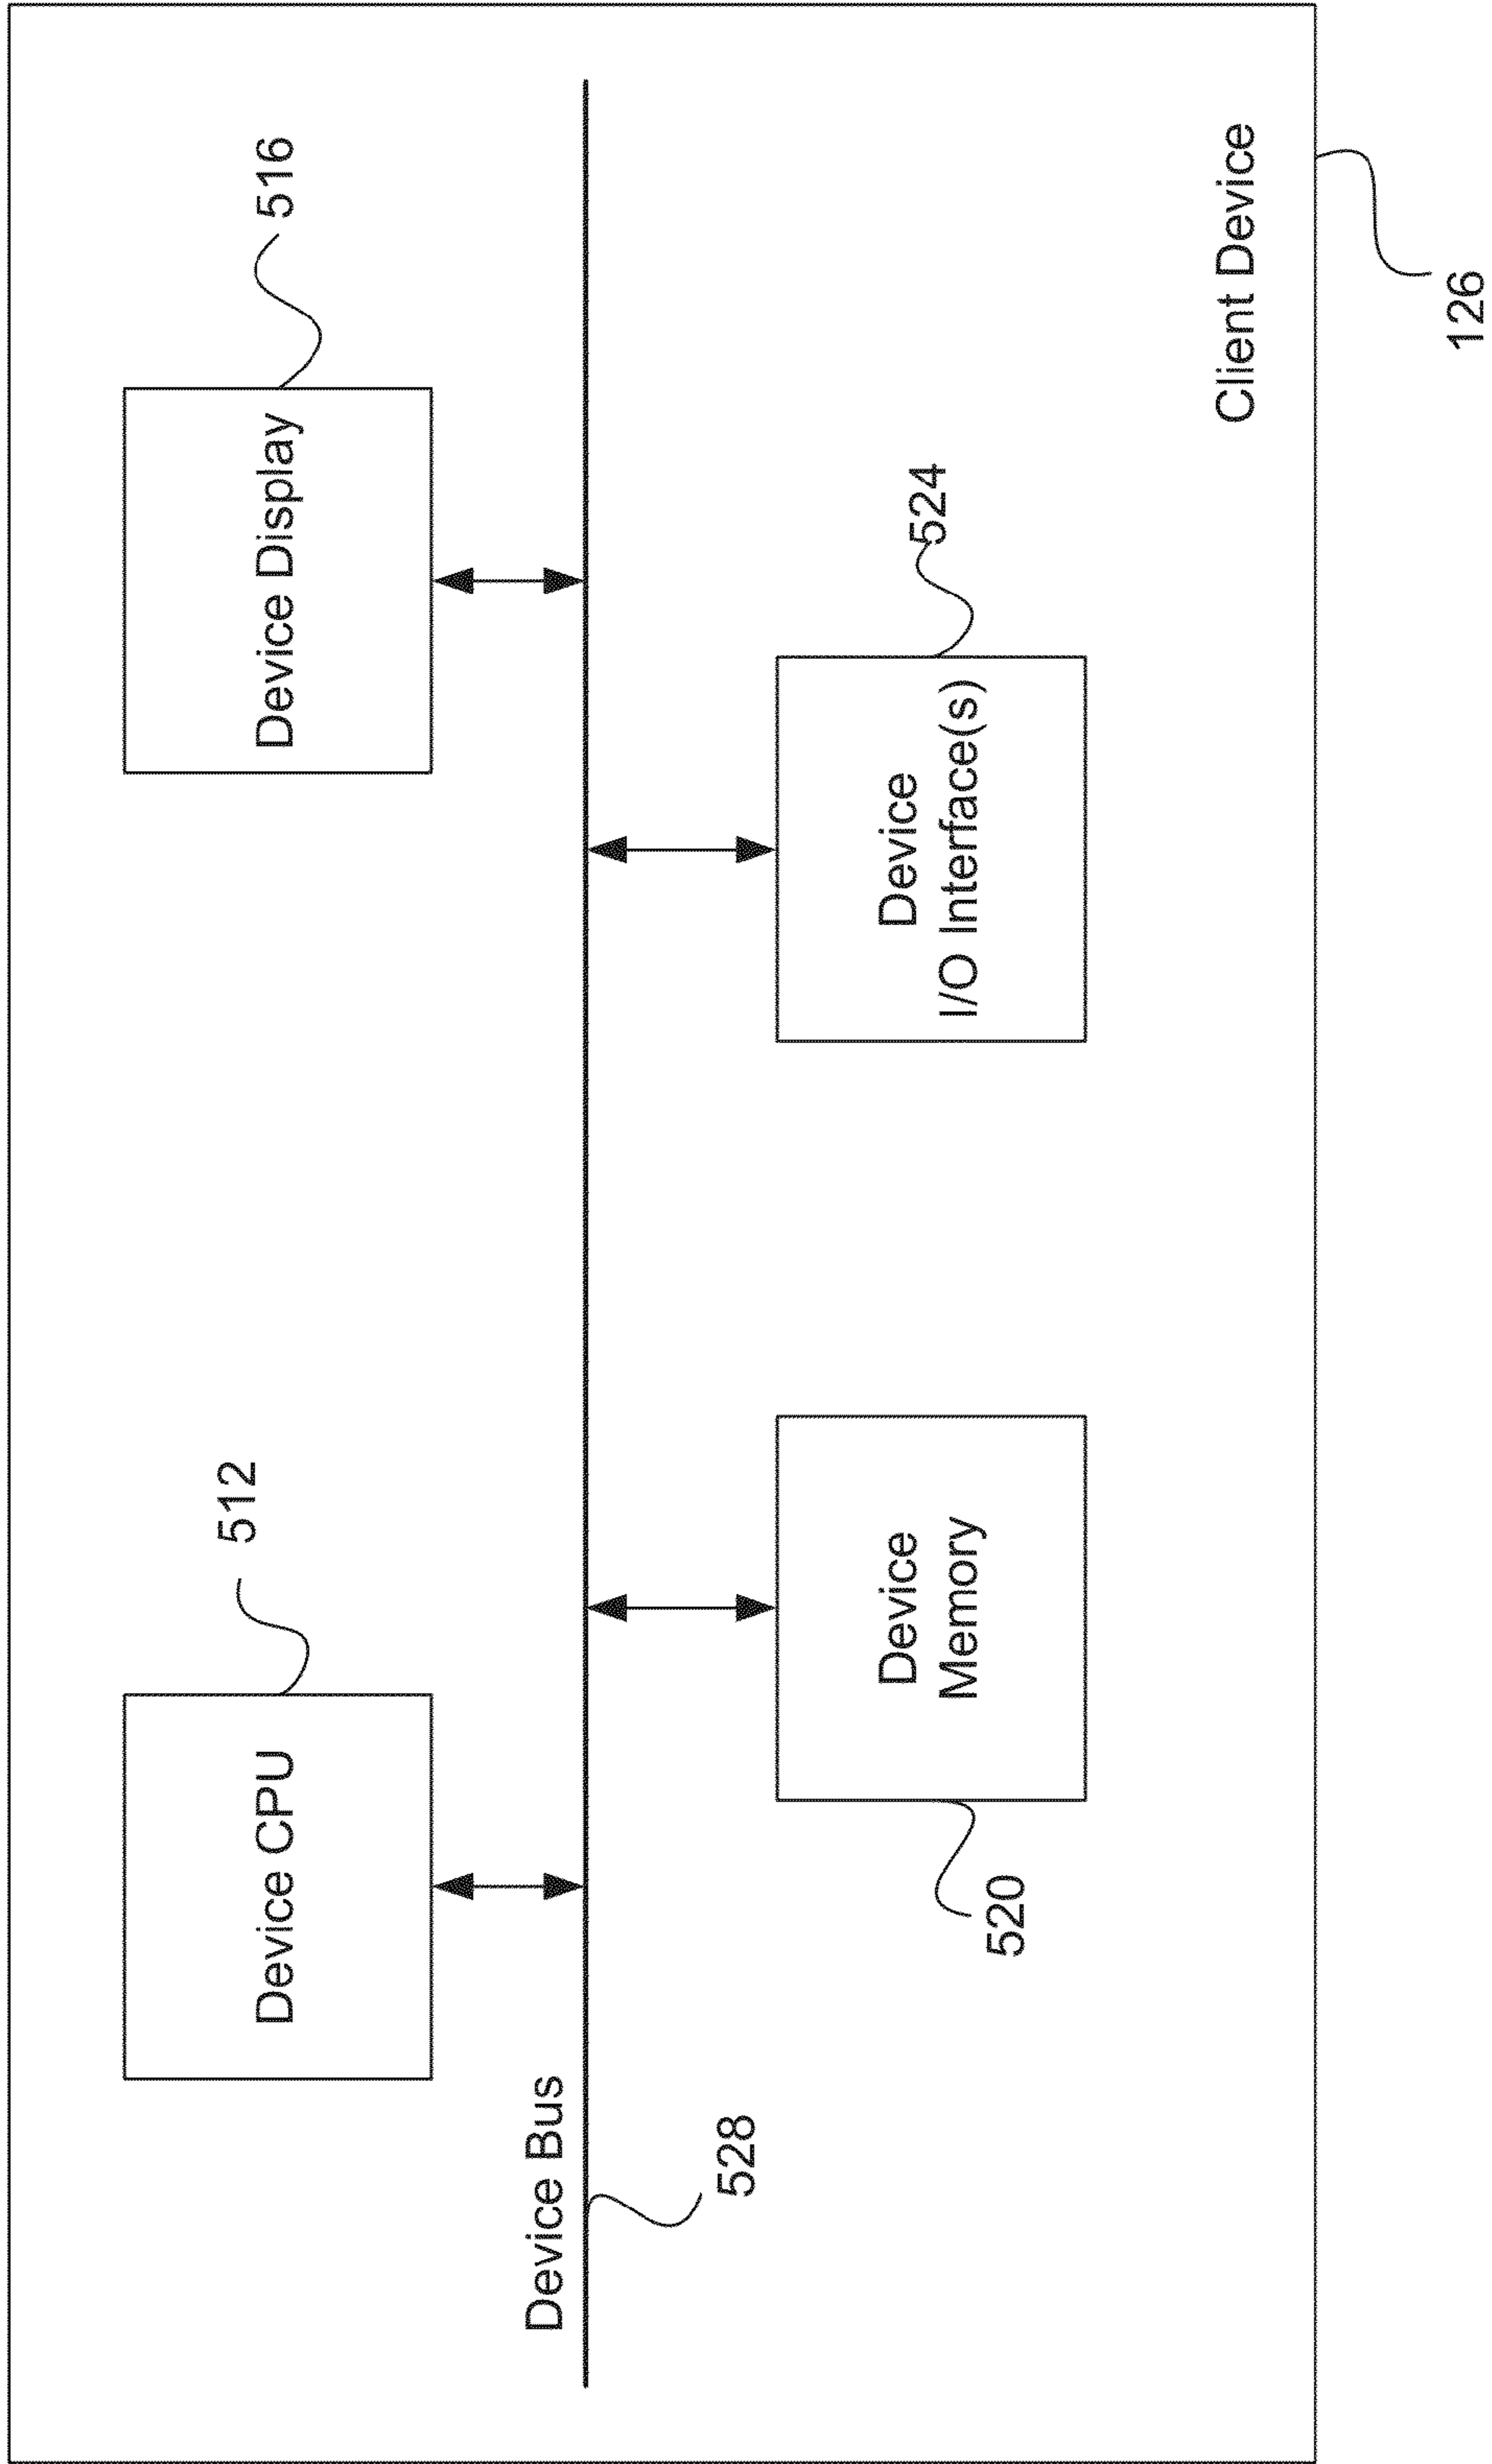 512
516
Device CPU
Device Display
Device Bus
528
524
Device
Memory
Device
I/O Interface(s)
520
Client Device
126